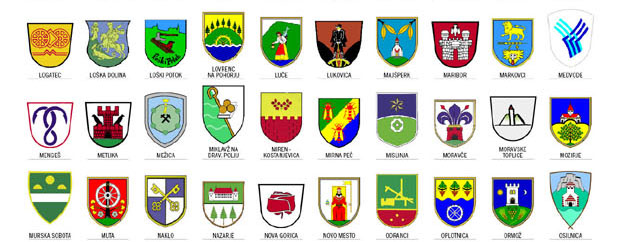 LOGATEC
LOŠKA DOLINA
LOŠKI POTOK
LOVRENC
NA POHORJU
LUČE
LUKOVICA
MAJŠPERK
MARIBOR
MARKOVCI
MEDVODE
MENGEŠ
METLIKA
MEŽICA
MIKLAVŽ NA
DRAV. POLJU
MIREN-
KOSTANJEVICA
MIRNA PEČ
MISLINJA
MORAVČE
MORAVSKE
TOPLICE
MOZIRJE
MURSKA SOBOTA
MUTA
NAKLO
NAZARJE
NOVA GORICA
NOVO MESTO
ODRANCI
OPLOTNICA
ORMOŽ
OSILNICA